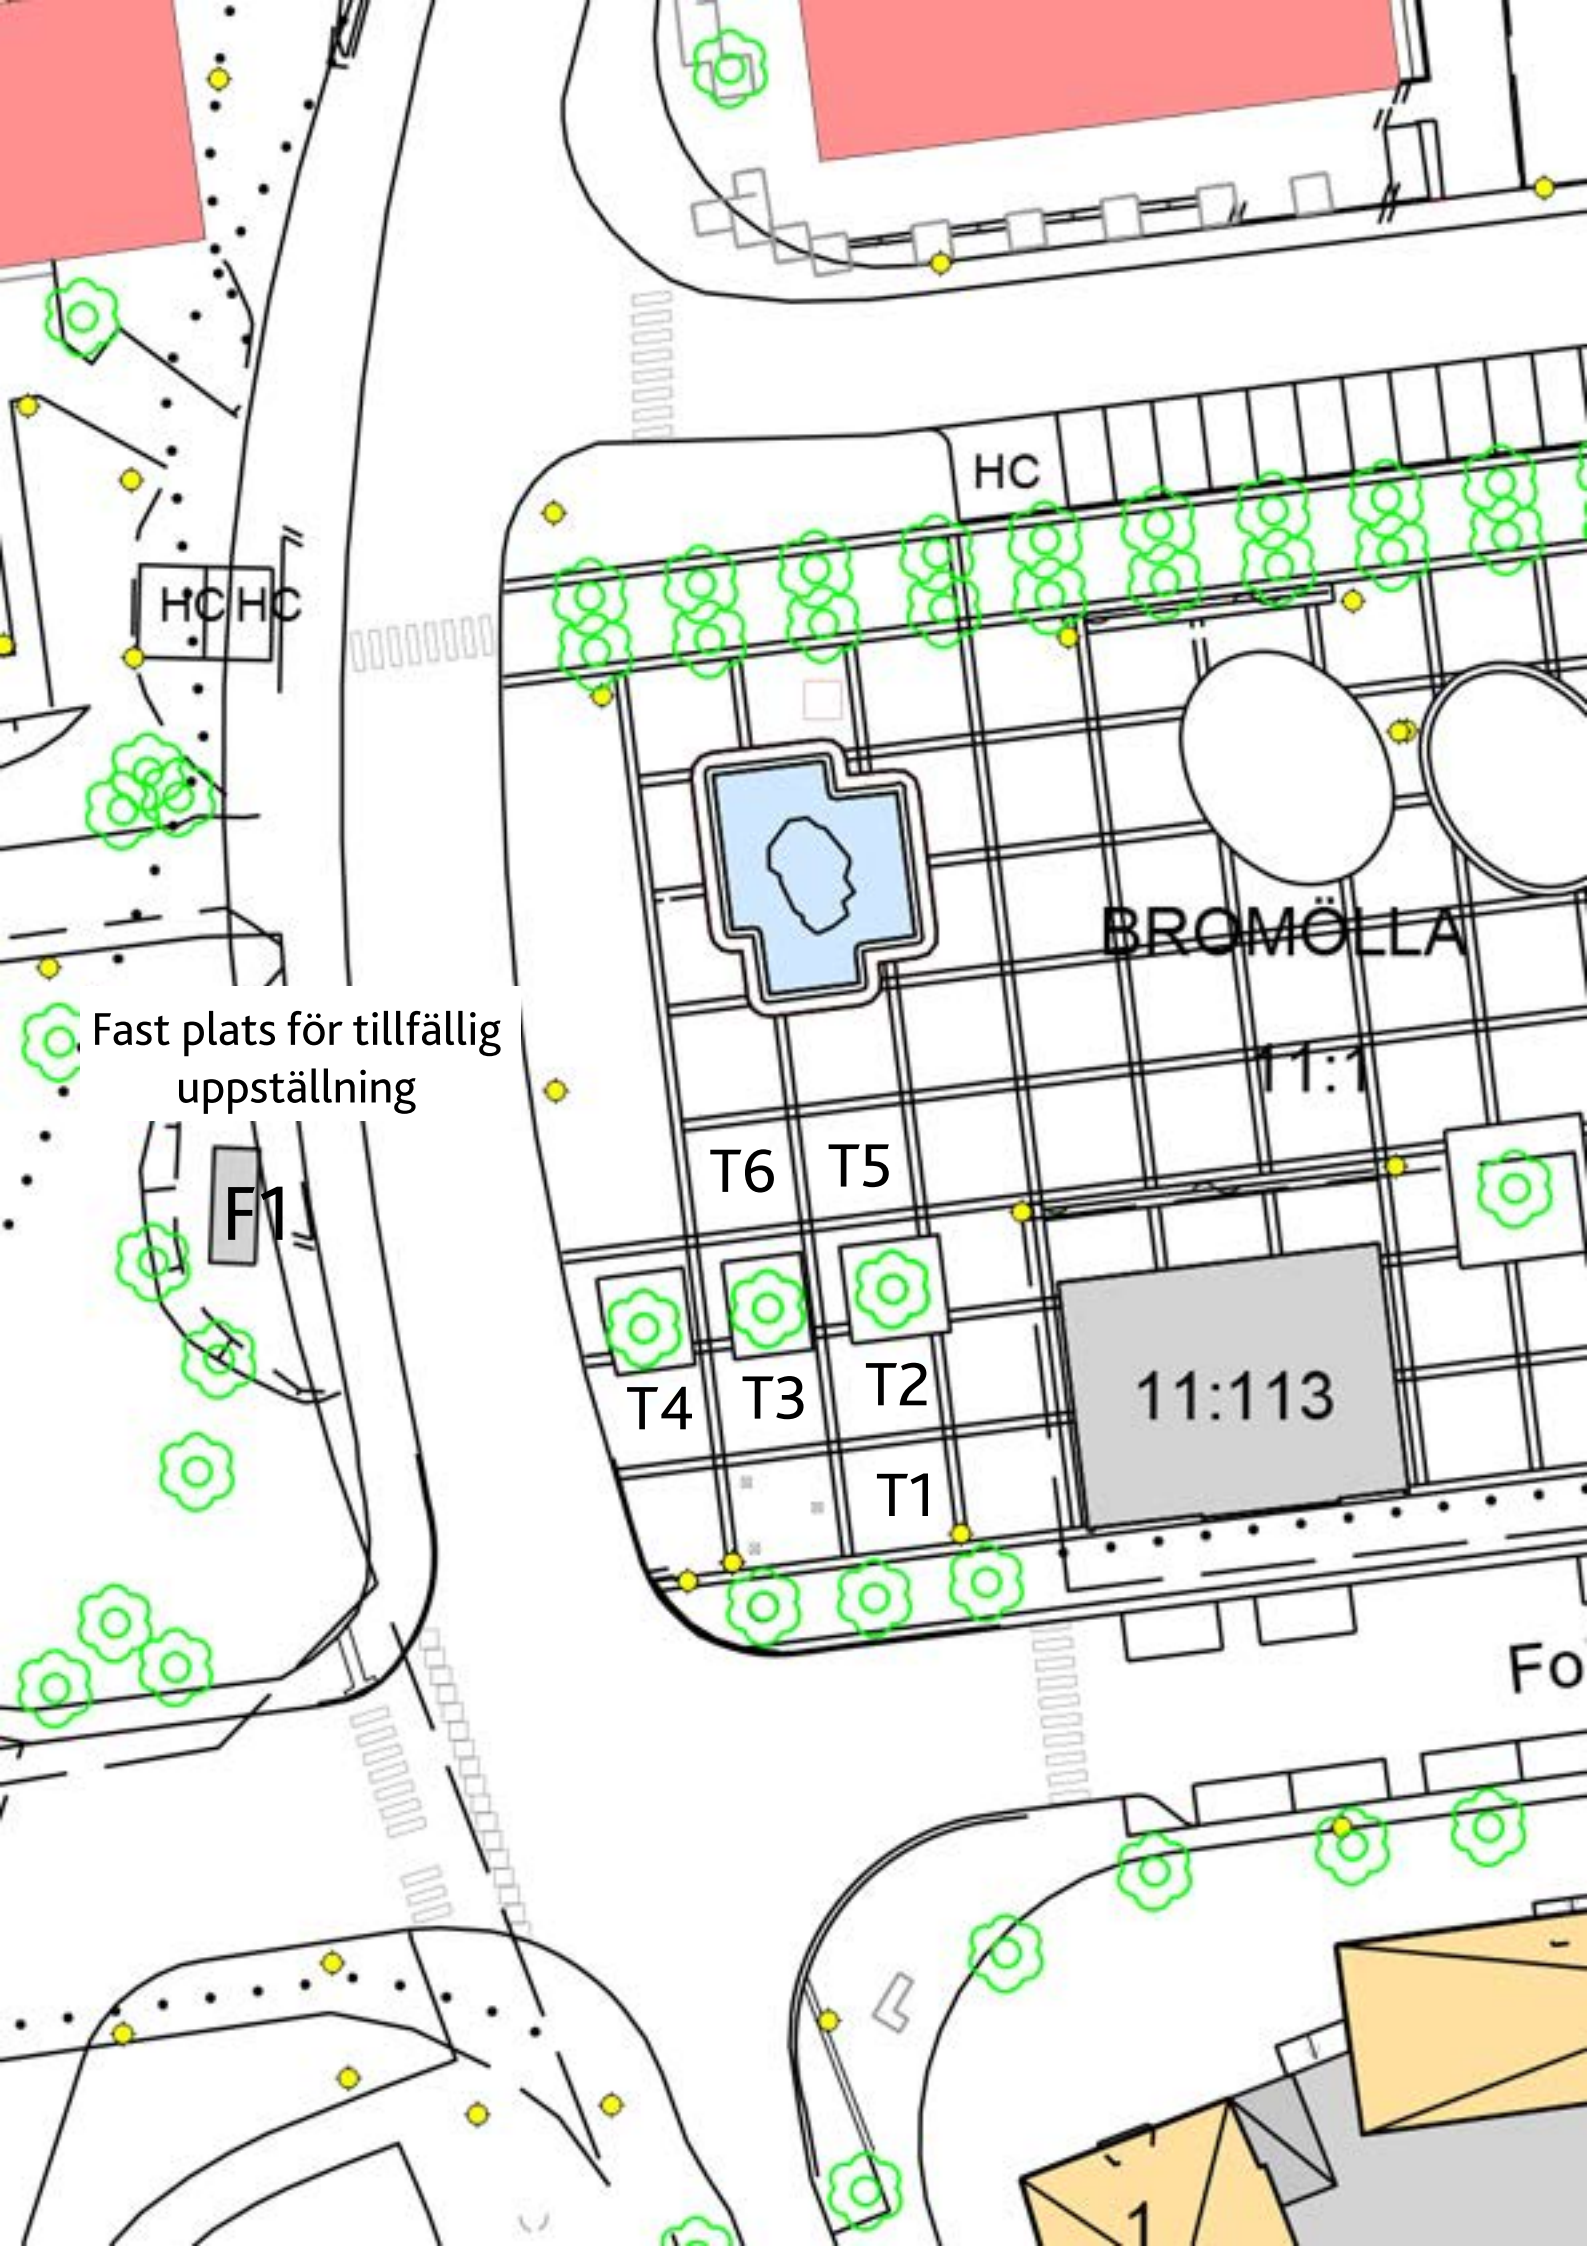 HC
HC HC
BROMÖLLA
Fast plats för tillfällig
uppställning
11:1
T6 T5
F1
T4 T3 T2
11:113
T1
Fo
1